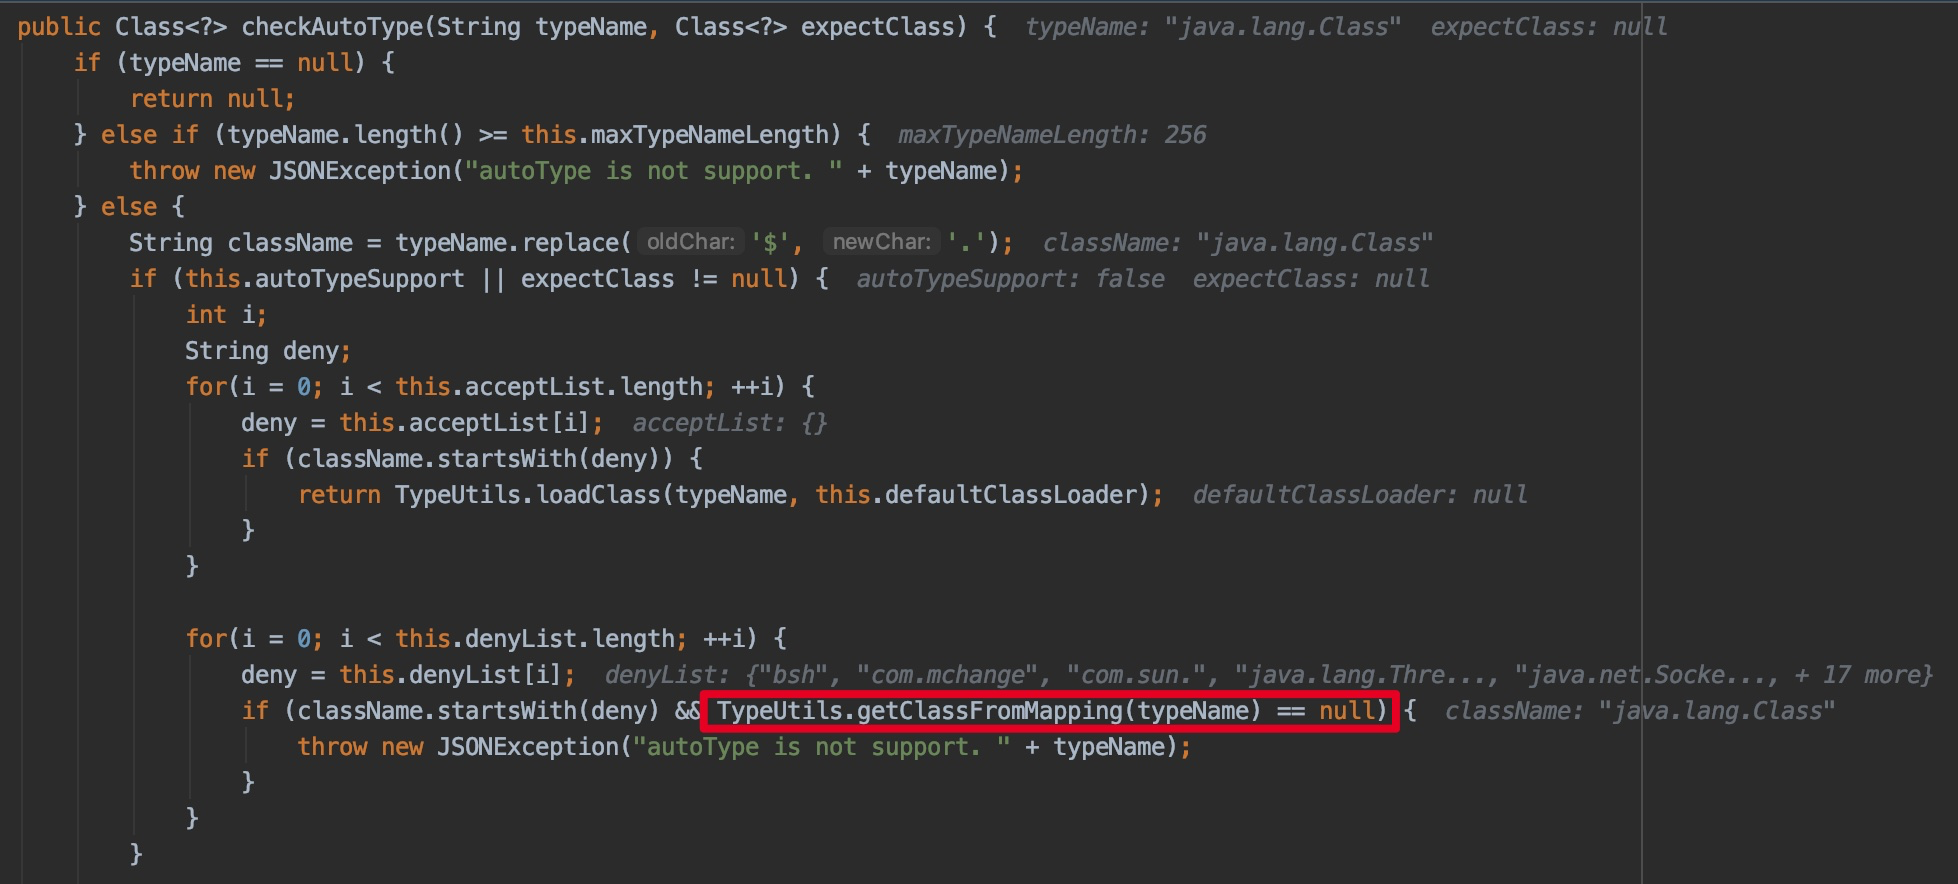 public Class<?> checkAutoType(String typeName, Class<?> expectClass) {  typeName: "java.lang.Class"  expectClass: null
if (typeName == null) {
return null;
} else if (typeName.length() >= this.maxTypeNameLength) {  maxTypeNameLength: 256
throw new JSONException("autoType is not support. " + typeName);
} else {
String className = typeName.replace( oldChar: '$', newChar: '.');  className: "java.lang.Class"
if (this.autoTypeSupport || expectClass != null) {  autoTypeSupport: false  expectClass: null
int i;
String deny;
for(i = 0; i < this.acceptList.length; ++i) {
deny = this.acceptList[i];  acceptList: {}
if (className.startsWith(deny)) {
return TypeUtils.loadClass(typeName, this.defaultClassLoader);  defaultClassLoader: null
}
}
for(i = 0; i < this.denyList.length; ++i) {
deny = this.denyList[i];  denyList: {"bsh", "com.mchange", "com.sun.", "java.lang.Thre..., "java.net.Socke..., + 17 more}
if (className.startsWith(deny) && TypeUtils.getClassFromMapping(typeName) == null) {  className: "java.lang.Class"
throw new JSONException("autoType is not support. " + typeName);
}
}
}